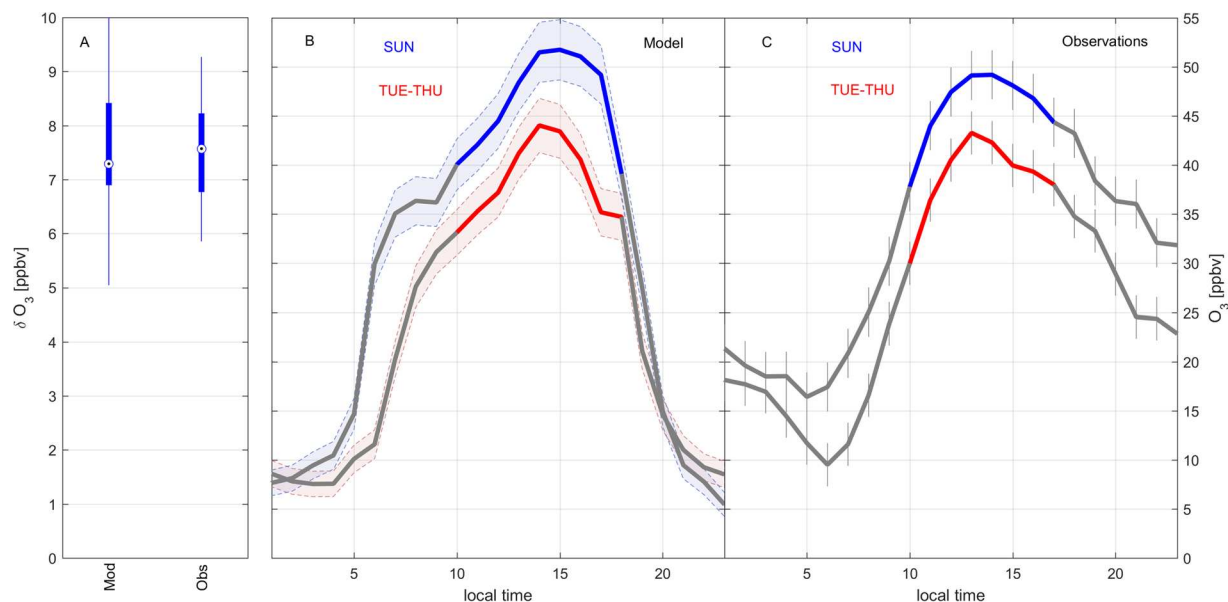 A
10
9
8
7
6
5
4
3
2
1
0
δ O3 [ppbv]
Mod
Obs
B
SUN
TUE-THU
Model
5
10
15
20
local time
C
SUN
TUE-THU
Observations
5
10
15
20
local time
55
50
45
40
35
30
25
20
15
10
5
0
O3 [ppbv]